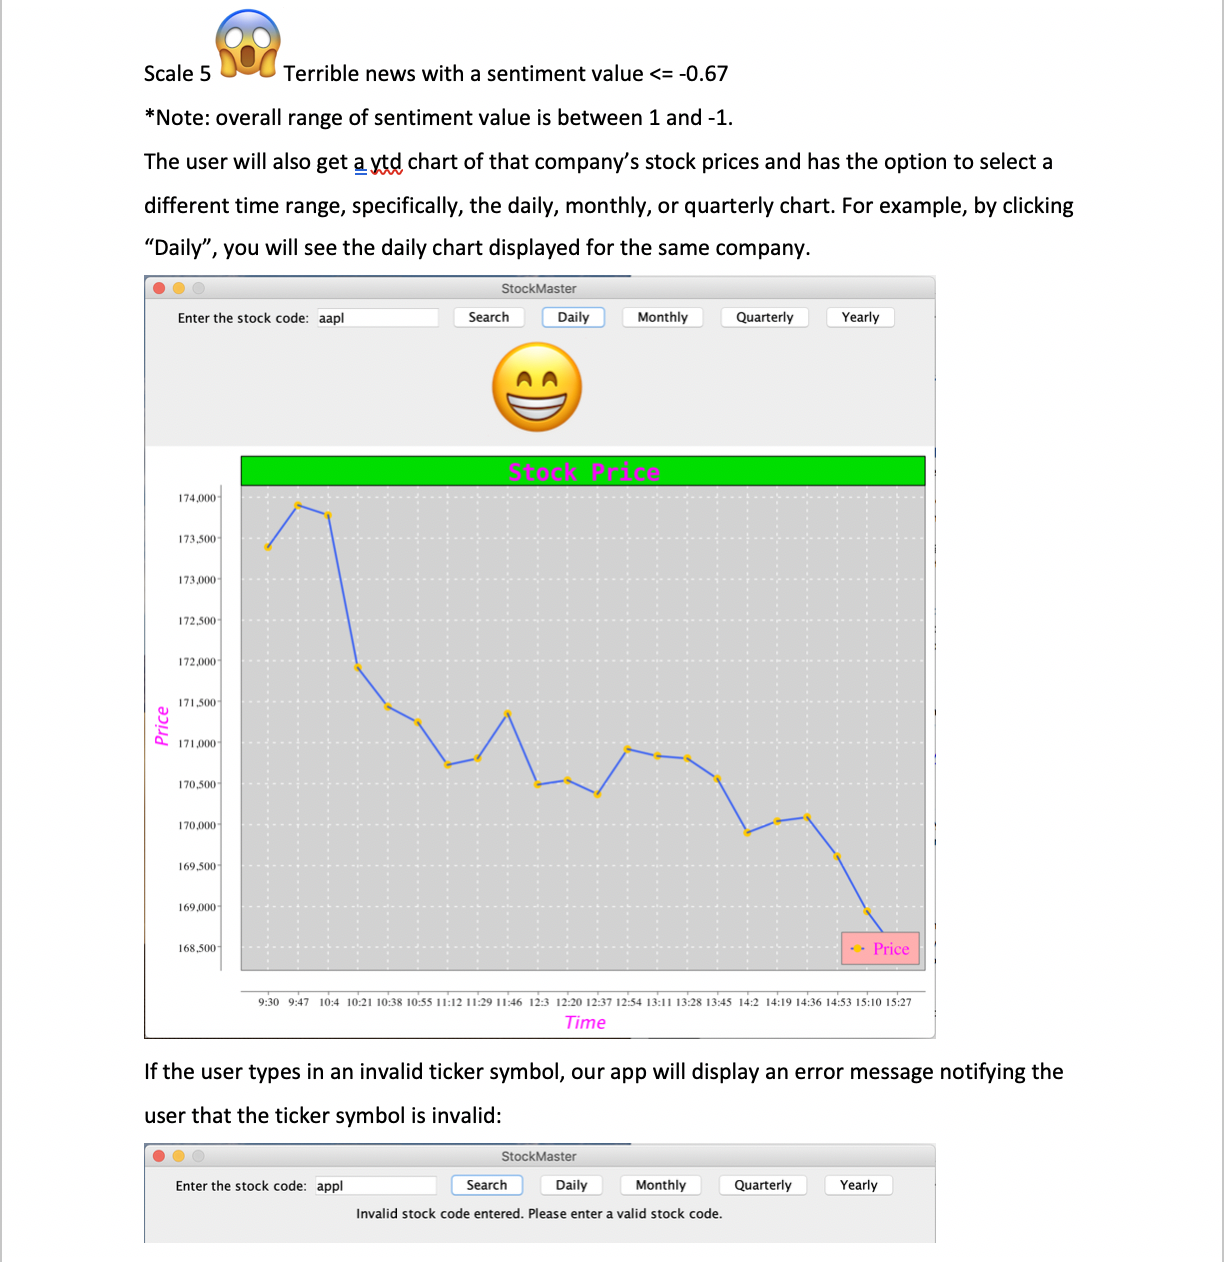 Scale 5 Terrible news with a sentiment value <= -0.67
*Note: overall range of sentiment value is between 1 and -1.
The user will also get a ytd chart of that company’s stock prices and has the option to select a
different time range, specifically, the daily, monthly, or quarterly chart. For example, by clicking
“Daily”, you will see the daily chart displayed for the same company.
StockMaster
Enter the stock code: aapl Search Daily Monthly Quarterly Yearly
Stock Price
174,000
173,500
173,000
172,500
172,000
171,500
171,000
170,500
170,000
169,500
169,000
168,500
Price
Price
9:30 9:47 10:4 10:21 10:38 10:55 11:12 11:29 11:46 12:3 12:20 12:37 12:54 13:11 13:28 13:45 14:2 14:19 14:36 14:53 15:10 15:27
Time
If the user types in an invalid ticker symbol, our app will display an error message notifying the
user that the ticker symbol is invalid:
StockMaster
Enter the stock code: appl Search Daily Monthly Quarterly Yearly
Invalid stock code entered. Please enter a valid stock code.